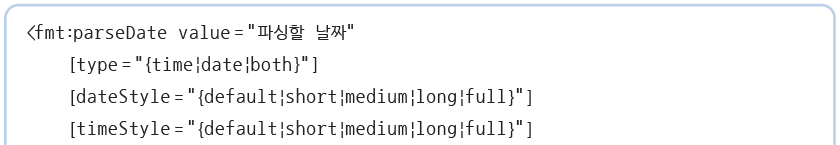 <fmt:parseDate value="파싱할 날짜"
[type="{time¦date¦both}"]
[dateStyle="{default¦short¦medium¦long¦full}"]
[timeStyle="{default¦short¦medium¦long¦full}"]